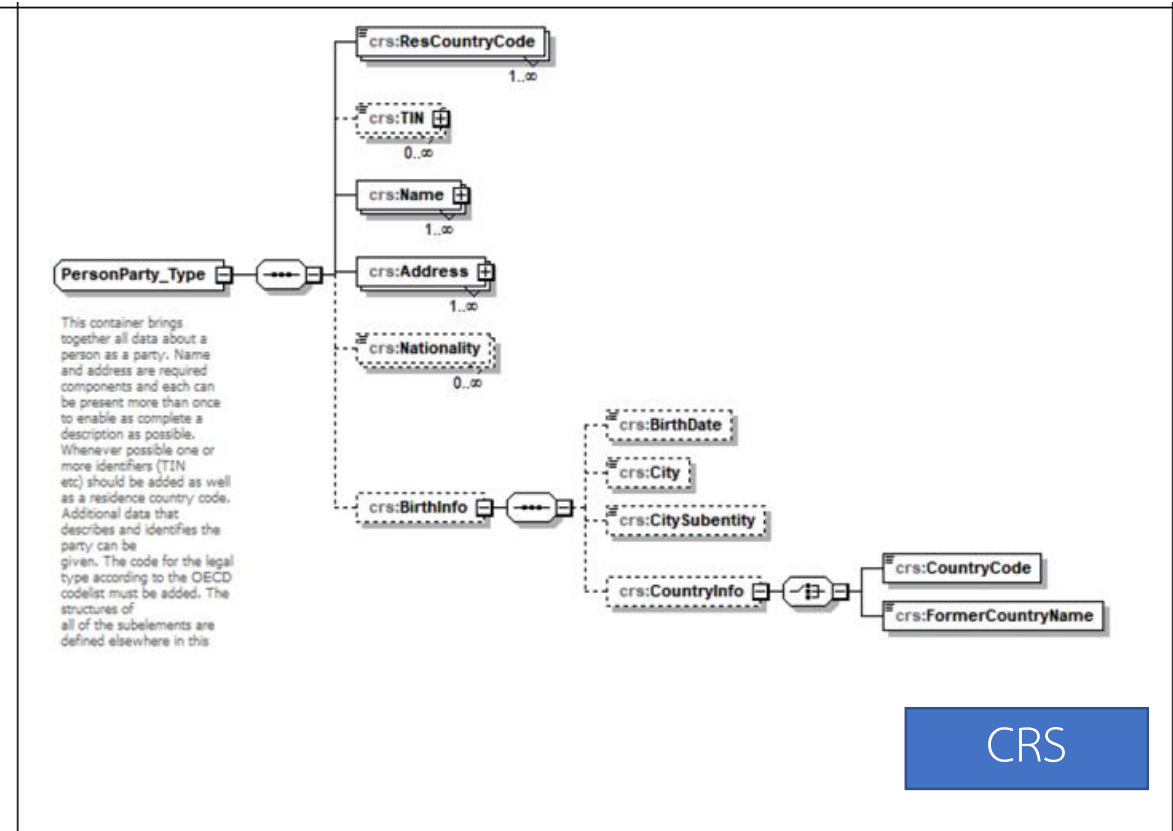 crs:ResCountryCode
1..∞
crs:TIN
0..∞
crs:Name
1..∞
PersonParty_Type
crs:Address
1..∞
This container brings
together all data about a
person as a party. Name
and address are required
components and each can
be present more than once
to enable as complete a
description as possible.
Whenever possible one or
more identifiers (TIN
etc) should be added as well
as a residence country code.
Additional data that
describes and identifies the
party can be
given. The code for the legal
type according to the OECD
codelist must be added. The
structures of
all of the subelements are
defined elsewhere in this
crs:Nationality
0..∞
crs:BirthInfo
crs:BirthDate
crs:City
crs:CitySubentity
crs:CountryInfo
crs:CountryCode
crs:FormerCountryName
CRS